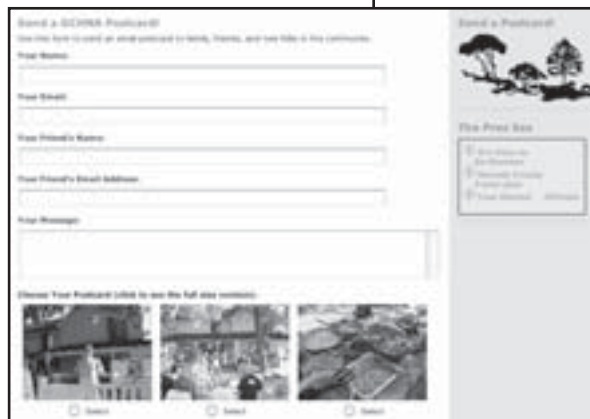 Send a GCHNA Postcard!
Use this form to send an email postcard to family, friends, and new folks in the community.
Your Name:
Your Email:
Your Friend's Name:
Your Friend's Email Address:
Your Message:
Choose Your Postcard (click to see the full size version):
Select
Select
Select
Send a Postcard!